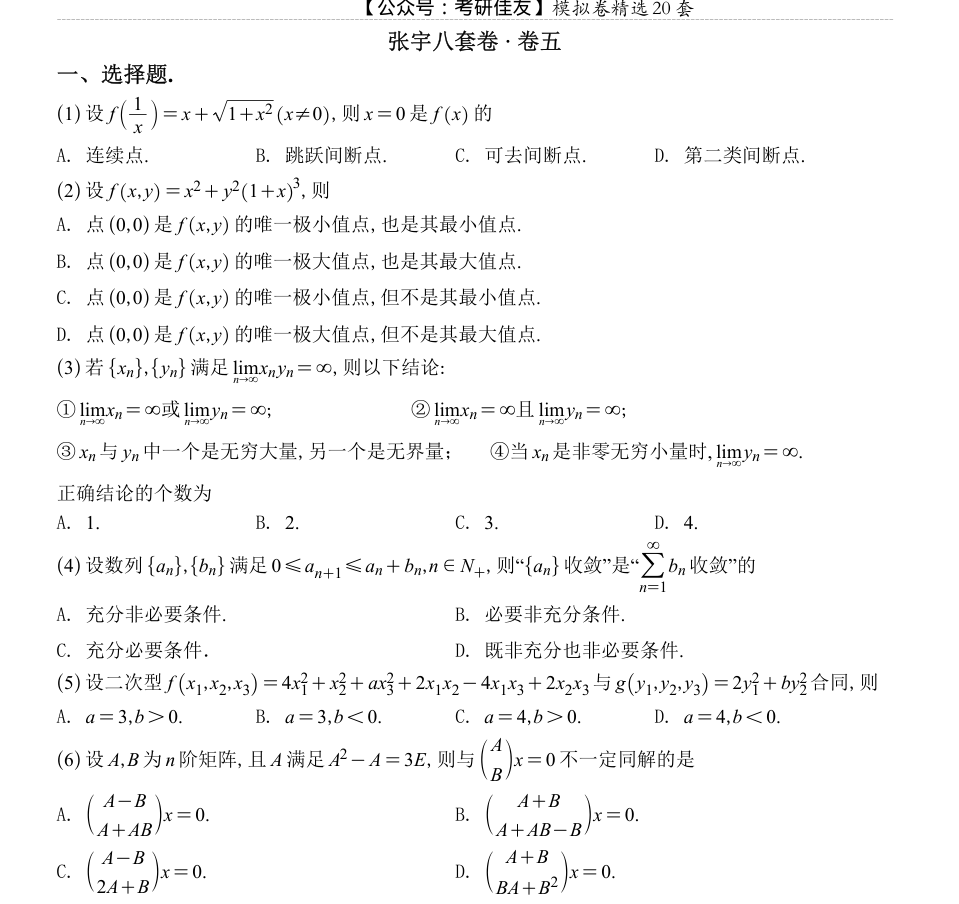 【公众号：考研佳友】模拟卷精选20套
张宇八套卷·卷五
一、选择题.
(1) 设 f(1/x) = x + √(1+x²) (x≠0), 则 x=0 是 f(x) 的
A. 连续点. B. 跳跃间断点. C. 可去间断点. D. 第二类间断点.
(2) 设 f(x,y) = x² + y²(1+x)³, 则
A. 点 (0,0) 是 f(x,y) 的唯一极小值点, 也是其最小值点.
B. 点 (0,0) 是 f(x,y) 的唯一极大值点, 也是其最大值点.
C. 点 (0,0) 是 f(x,y) 的唯一极小值点, 但不是其最小值点.
D. 点 (0,0) 是 f(x,y) 的唯一极大值点, 但不是其最大值点.
(3) 若 {xₙ},{yₙ} 满足 lim_{n→∞} xₙyₙ = ∞, 则以下结论:
① lim_{n→∞} xₙ = ∞ 或 lim_{n→∞} yₙ = ∞; ② lim_{n→∞} xₙ = ∞ 且 lim_{n→∞} yₙ = ∞;
③ xₙ 与 yₙ 中一个是无穷大量, 另一个是无界量; ④当 xₙ 是非零无穷小量时, lim_{n→∞} yₙ = ∞.
正确结论的个数为
A. 1. B. 2. C. 3. D. 4.
(4) 设数列 {aₙ},{bₙ} 满足 0 ≤ aₙ₊₁ ≤ aₙ + bₙ, n ∈ N₊, 则“{aₙ} 收敛”是“∑_{n=1}^{∞} bₙ 收敛”的
A. 充分非必要条件. B. 必要非充分条件.
C. 充分必要条件. D. 既非充分也非必要条件.
(5) 设二次型 f(x₁,x₂,x₃) = 4x₁² + x₂² + ax₃² + 2x₁x₂ − 4x₁x₃ + 2x₂x₃ 与 g(y₁,y₂,y₃) = 2y₁² + by₂² 合同, 则
A. a=3,b>0. B. a=3,b<0. C. a=4,b>0. D. a=4,b<0.
(6) 设 A,B 为 n 阶矩阵, 且 A 满足 A² − A = 3E, 则与 (A; B)x = 0 不一定同解的是
A. (A−B; A+AB)x = 0. B. (A+B; A+AB−B)x = 0.
C. (A−B; 2A+B)x = 0. D. (A+B; BA+B²)x = 0.